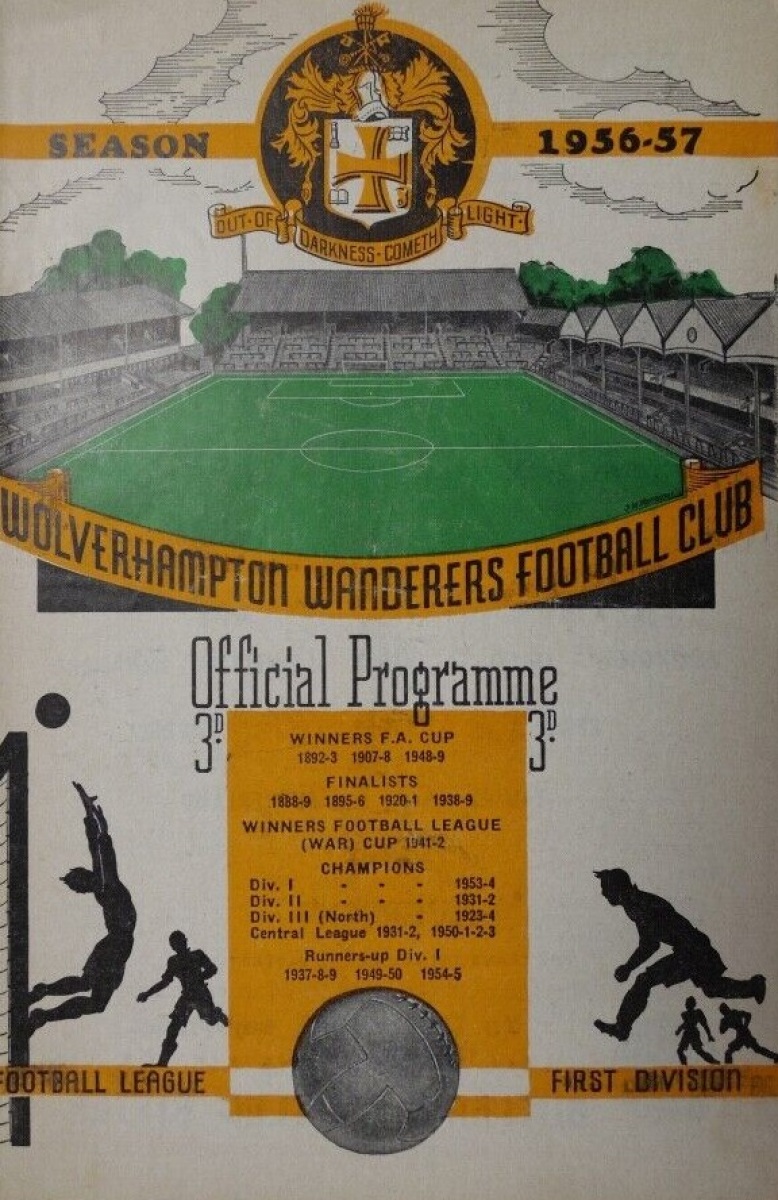 SEASON 1956-57
OUT·OF DARKNESS·COMETH LIGHT·
WOLVERHAMPTON WANDERERS FOOTBALL CLUB
Official Programme
3D. 3D.
WINNERS F.A. CUP
1892-3 1907-8 1948-9
FINALISTS
1888-9 1895-6 1920-1 1938-9
WINNERS FOOTBALL LEAGUE
(WAR) CUP 1941-2
CHAMPIONS
Div. I - - - 1953-4
Div. II - - - 1931-2
Div. III (North) - 1923-4
Central League 1931-2, 1950-1-2-3
Runners-up Div. I
1937-8-9 1949-50 1954-5
FOOTBALL LEAGUE FIRST DIVISION